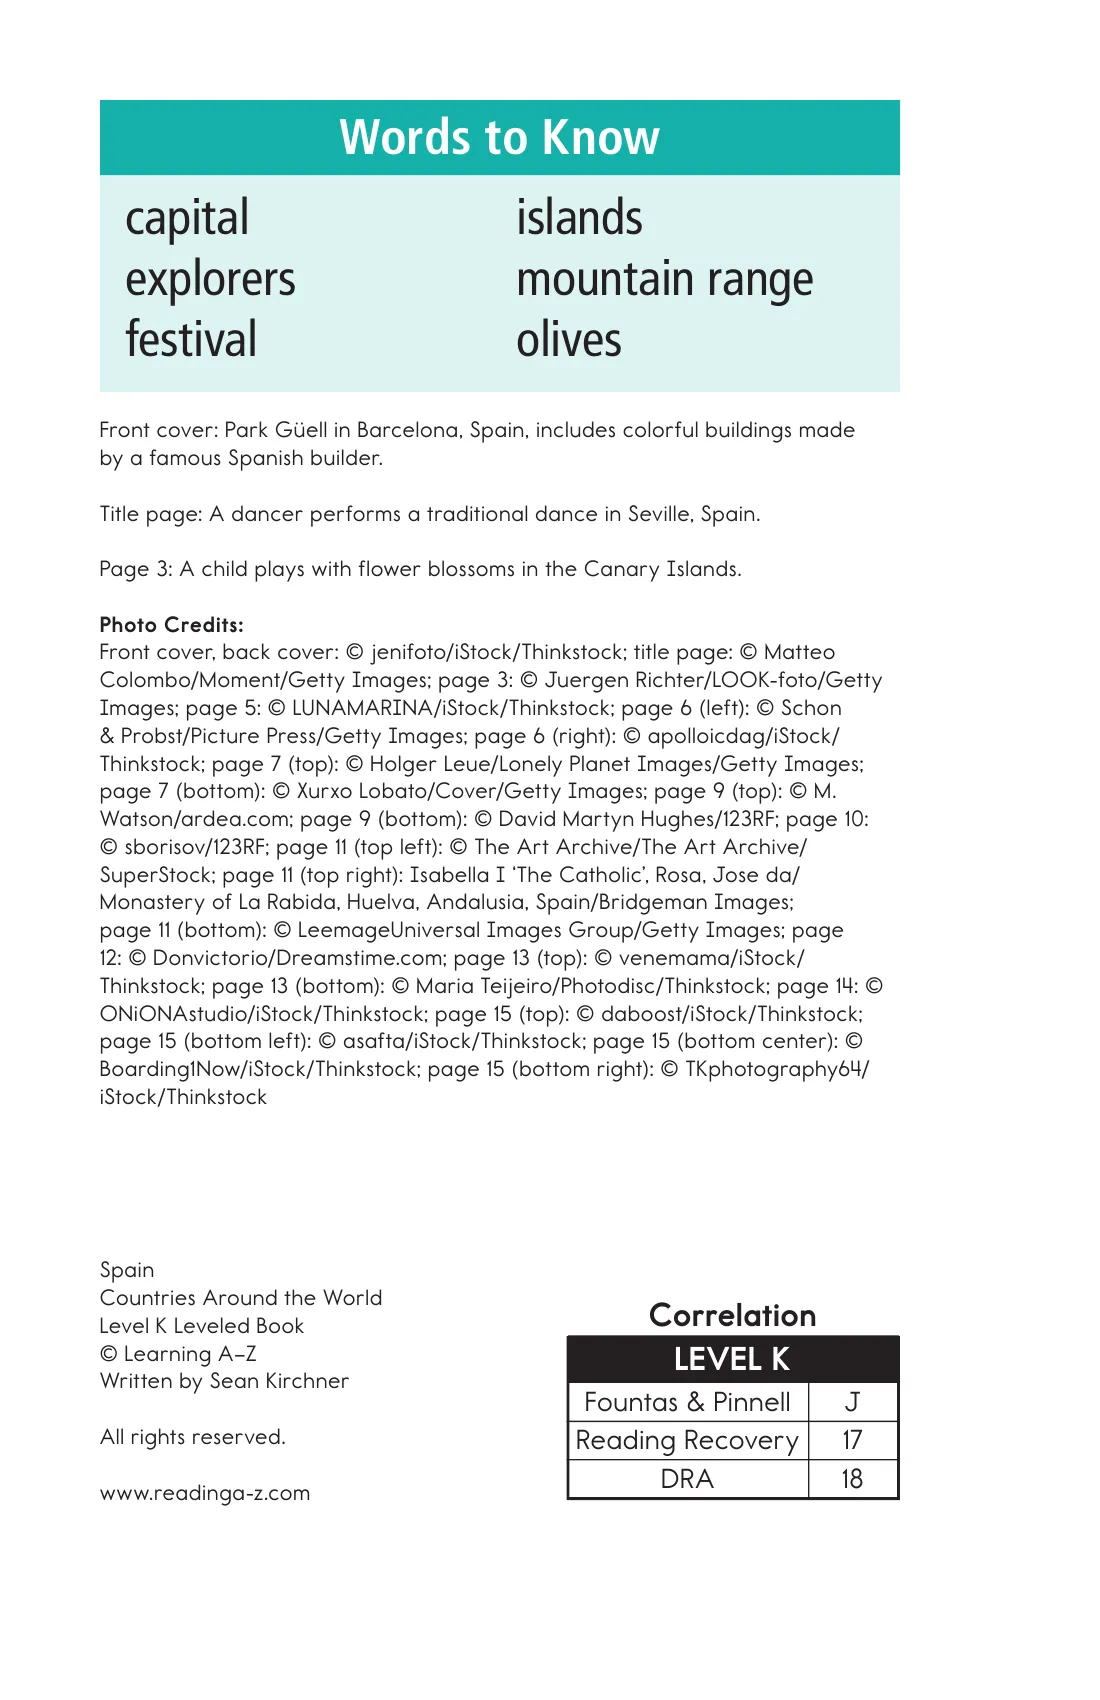 Words to Know
capital
explorers
festival
islands
mountain range
olives
Front cover: Park Güell in Barcelona, Spain, includes colorful buildings made
by a famous Spanish builder.
Title page: A dancer performs a traditional dance in Seville, Spain.
Page 3: A child plays with flower blossoms in the Canary Islands.
Photo Credits:
Front cover, back cover: © jenifoto/iStock/Thinkstock; title page: © Matteo
Colombo/Moment/Getty Images; page 3: © Juergen Richter/LOOK-foto/Getty
Images; page 5: © LUNAMARINA/iStock/Thinkstock; page 6 (left): © Schon
& Probst/Picture Press/Getty Images; page 6 (right): © apolloicdag/iStock/
Thinkstock; page 7 (top): © Holger Leue/Lonely Planet Images/Getty Images;
page 7 (bottom): © Xurxo Lobato/Cover/Getty Images; page 9 (top): © M.
Watson/ardea.com; page 9 (bottom): © David Martyn Hughes/123RF; page 10:
© sborisov/123RF; page 11 (top left): © The Art Archive/The Art Archive/
SuperStock; page 11 (top right): Isabella I ‘The Catholic’, Rosa, Jose da/
Monastery of La Rabida, Huelva, Andalusia, Spain/Bridgeman Images;
page 11 (bottom): © LeemageUniversal Images Group/Getty Images; page
12: © Donvictorio/Dreamstime.com; page 13 (top): © venemama/iStock/
Thinkstock; page 13 (bottom): © Maria Teijeiro/Photodisc/Thinkstock; page 14: ©
ONiONAstudio/iStock/Thinkstock; page 15 (top): © daboost/iStock/Thinkstock;
page 15 (bottom left): © asafta/iStock/Thinkstock; page 15 (bottom center): ©
Boarding1Now/iStock/Thinkstock; page 15 (bottom right): © TKphotography64/
iStock/Thinkstock
Spain
Countries Around the World
Level K Leveled Book
© Learning A–Z
Written by Sean Kirchner
All rights reserved.
www.readinga-z.com
Correlation
LEVEL K
Fountas & Pinnell J
Reading Recovery 17
DRA 18